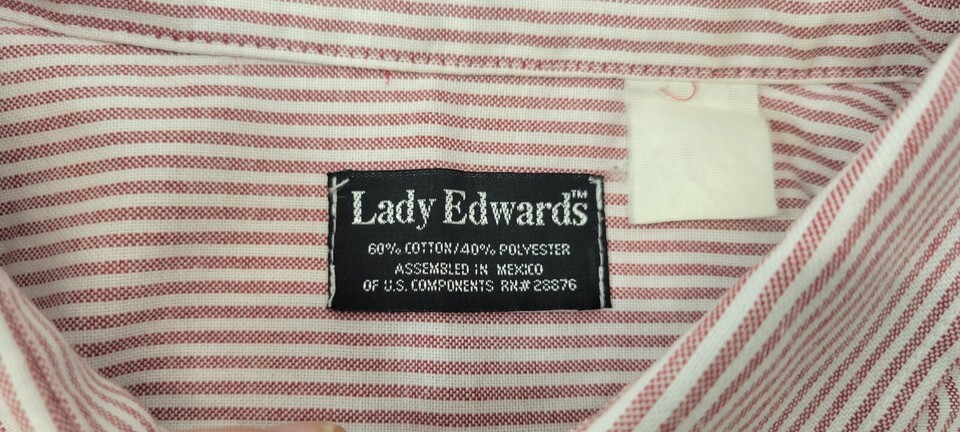 Lady Edwards™
60% COTTON/40% POLYESTER
ASSEMBLED IN MEXICO
OF U.S. COMPONENTS RN# 28876